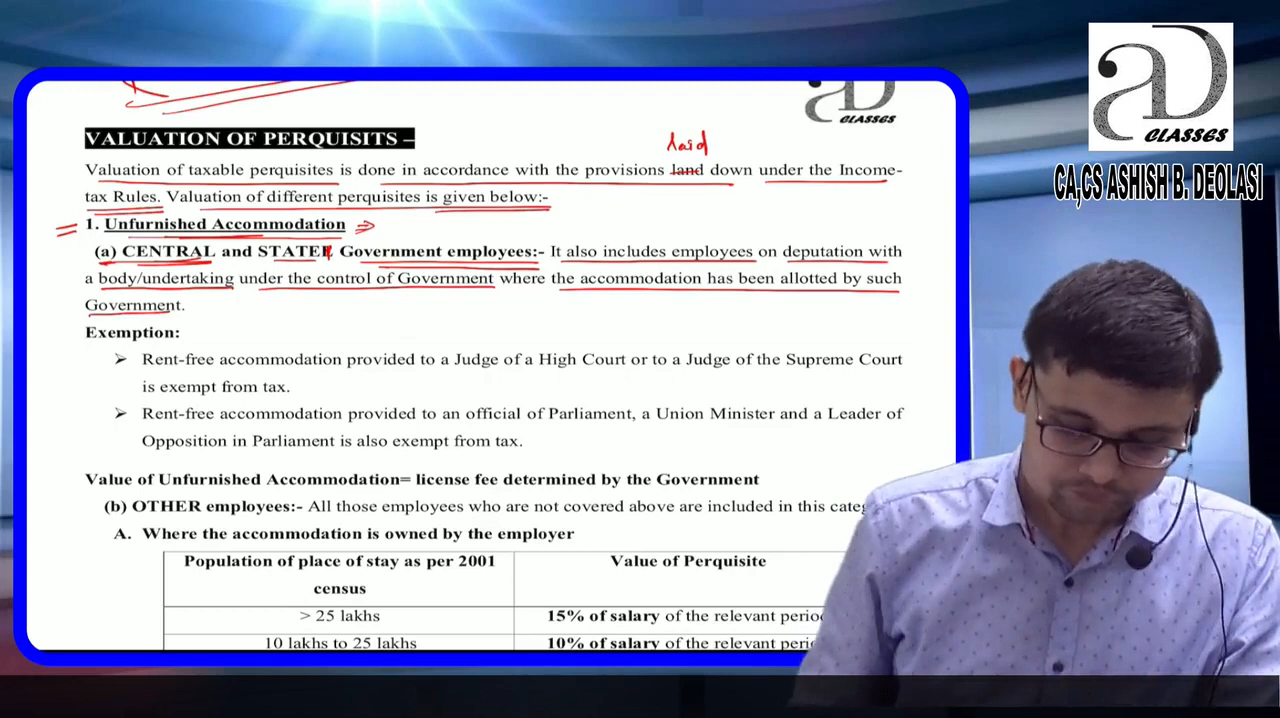 aD
CLASSES
CA,CS ASHISH B. DEOLASI
aD
CLASSES
VALUATION OF PERQUISITS –
laid
Valuation of taxable perquisites is done in accordance with the provisions land down under the Income-
tax Rules. Valuation of different perquisites is given below:-
1. Unfurnished Accommodation
(a) CENTRAL and STATE Government employees:- It also includes employees on deputation with
a body/undertaking under the control of Government where the accommodation has been allotted by such
Government.
Exemption:
➢ Rent-free accommodation provided to a Judge of a High Court or to a Judge of the Supreme Court
is exempt from tax.
➢ Rent-free accommodation provided to an official of Parliament, a Union Minister and a Leader of
Opposition in Parliament is also exempt from tax.
Value of Unfurnished Accommodation= license fee determined by the Government
(b) OTHER employees:- All those employees who are not covered above are included in this
A. Where the accommodation is owned by the employer
Population of place of stay as per 2001 Value of Perquisite
census
> 25 lakhs 15% of salary of the relevant
10 lakhs to 25 lakhs 10% of salary of the relevant